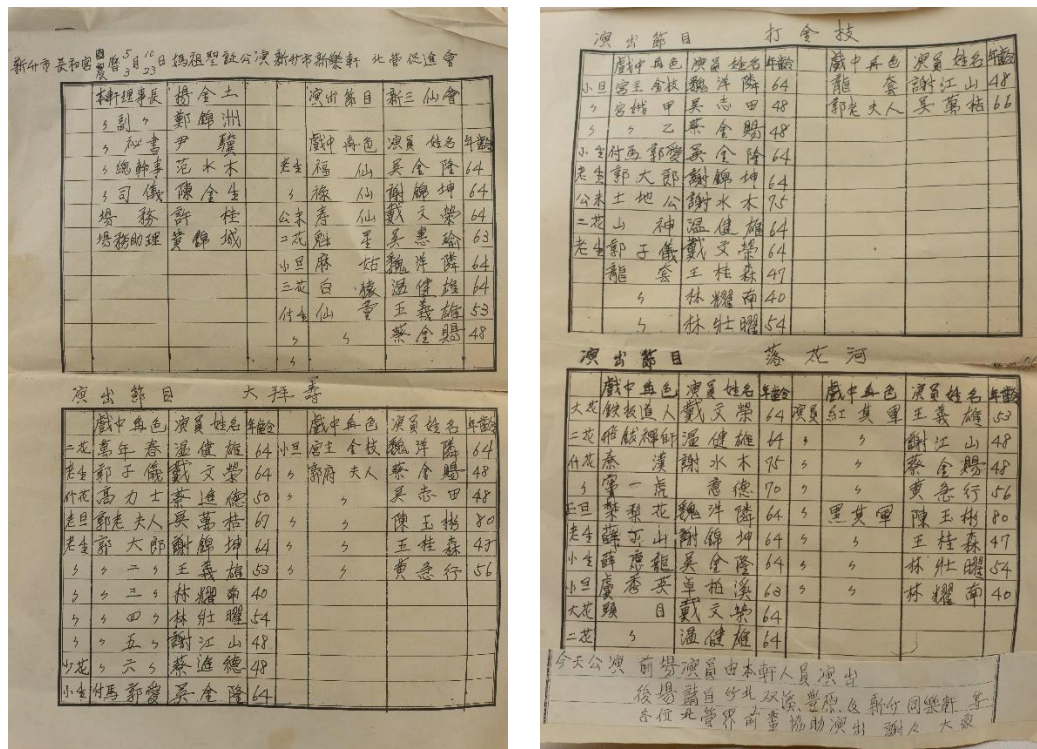 新竹市長和宮國曆5月10日農3 23媽祖聖誕公演新竹市新樂軒 北管促進會
本軒理事長 楊金土 演出節目 新三仙會
〃副〃 鄭錦洲
〃秘書 尹驥 戲中角色 演員姓名 年齡
〃總幹事 范水木 老生 福仙 吳金隆 64
〃司儀 陳金生 〃 祿仙 謝錦坤 64
場務 許桂 公末 壽仙 戴文榮 64
場務助理 黃錦城 二花 魁星 吳惠瑜 63
小旦 麻姑 魏洋隣 64
三花 白猿 溫健雄 64
付生 仙童 王義雄 53
〃 〃 蔡金賜 48
〃
演出節目 大拜壽
戲中角色 演員姓名 年齡 戲中角色 演員姓名 年齡
二花 萬年春 溫健雄 64 小旦 宮主金枝 魏洋隣 64
老生 郭子儀 戴文榮 64 〃 郭府夫人 蔡金賜 48
付花 高力士 蔡進德 50 〃 〃 吳志田 48
老旦 郭老夫人 吳萬桔 67 〃 〃 陳玉彬 80
老生 郭大郎 謝錦坤 64 〃 〃 王桂森 47
〃 〃二〃 王義雄 53 〃 〃 黃急行 56
〃 〃三〃 林耀南 40
〃 〃四〃 林壯曜 54
〃 〃五〃 謝江山 48
少花 〃六〃 蔡進德 48
小生 付馬郭愛 吳金隆 64
演出節目 打金枝
戲中角色 演員姓名 年齡 戲中角色 演員姓名 年齡
小旦 宮主金枝 魏洋隣 64 龍套 謝江山 48
〃 宮娥甲 吳志田 48 郭老夫人 吳萬桔 66
〃 〃乙 蔡金賜 48
小生 付馬郭愛 吳金隆 64
老生 郭大郎 謝錦坤 64
公末 土地公 謝水木 75
二花 山神 溫健雄 64
老生 郭子儀 戴文榮 64
龍套 王桂森 47
〃 林耀南 40
〃 林壯曜 54
演出節目 落花河
戲中角色 演員姓名 年齡 戲中角色 演員姓名 年齡
大花 鉄板道人 戴文榮 64 演員 紅其軍 王義雄 53
二花 飛鈸禪師 溫健雄 64 〃 〃 謝江山 48
付花 秦漢 謝水木 75 〃 〃 蔡金賜 48
〃 竇一虎 意德 70 〃 〃 黃急行 56
正旦 樊梨花 魏洋隣 64 〃 黑其軍 陳玉彬 80
老生 薛丁山 謝錦坤 64 〃 〃 王桂森 47
小生 薛應龍 吳金隆 64 〃 〃 林壯曜 54
小旦 虞秀英 卓柏溪 63 〃 〃 林耀南 40
大花 頭目 戴文榮 64
二花 〃 溫健雄 64
今天公演 前場演員由本軒人員演出
後場請自竹北 双溪 豐原 及 新竹同樂軒 等
各位北管界前輩協助演出 謝々大家